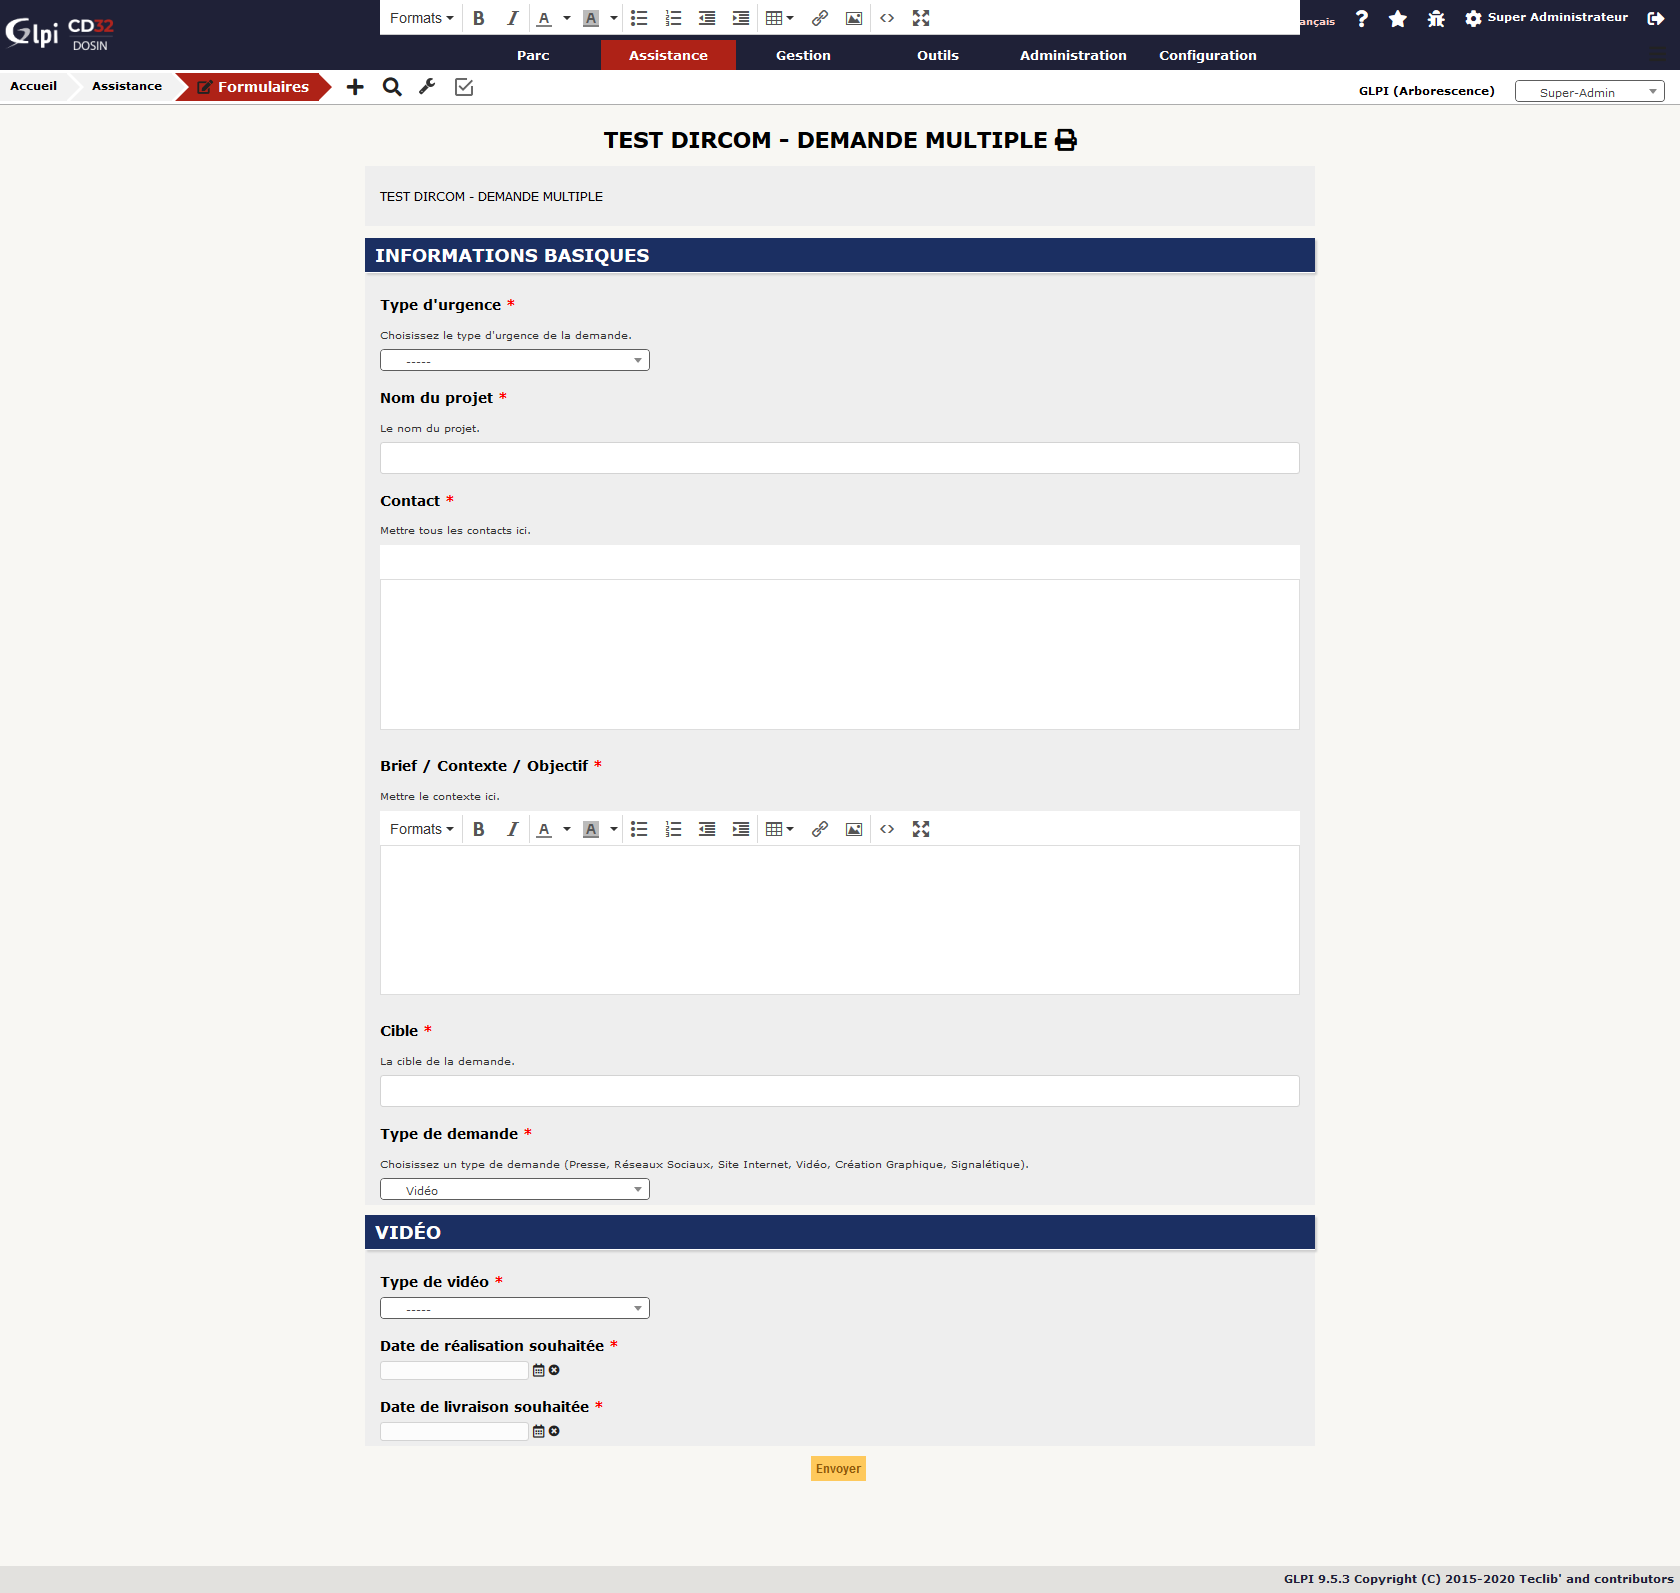 Glpi CD32
DOSIN
Formats B I A A <>
ançais ? Super Administrateur
Parc Assistance Gestion Outils Administration Configuration
Accueil Assistance Formulaires
GLPI (Arborescence) Super-Admin
TEST DIRCOM - DEMANDE MULTIPLE
TEST DIRCOM - DEMANDE MULTIPLE
INFORMATIONS BASIQUES
Type d'urgence *
Choisissez le type d'urgence de la demande.
-----
Nom du projet *
Le nom du projet.
Contact *
Mettre tous les contacts ici.
Brief / Contexte / Objectif *
Mettre le contexte ici.
Formats B I A A <>
Cible *
La cible de la demande.
Type de demande *
Choisissez un type de demande (Presse, Réseaux Sociaux, Site Internet, Vidéo, Création Graphique, Signalétique).
Vidéo
VIDÉO
Type de vidéo *
-----
Date de réalisation souhaitée *
Date de livraison souhaitée *
Envoyer
GLPI 9.5.3 Copyright (C) 2015-2020 Teclib' and contributors